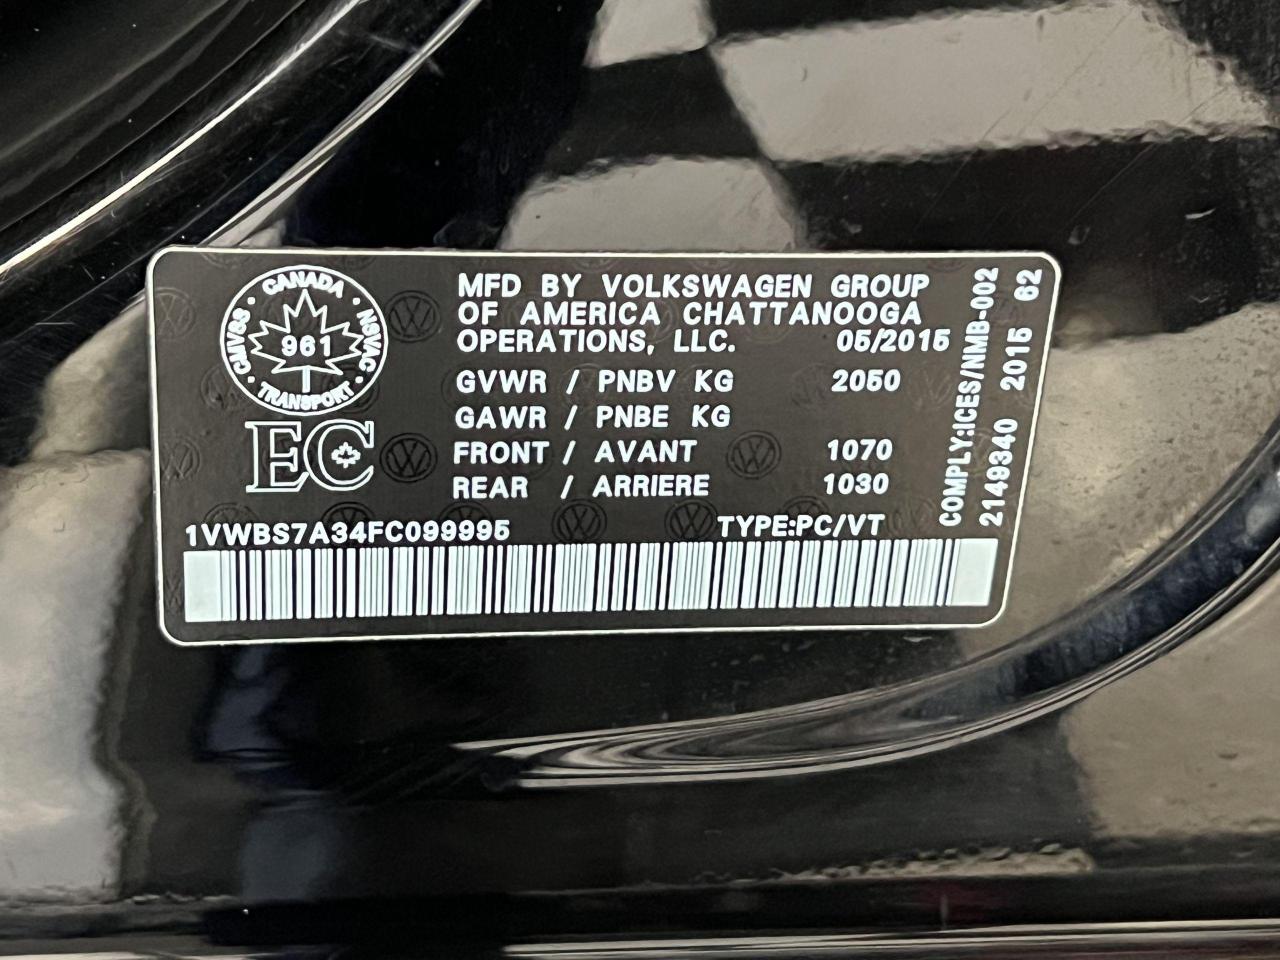 CANADA
CMVSS · NSVAC
961
TRANSPORT
EC
MFD BY VOLKSWAGEN GROUP
OF AMERICA CHATTANOOGA
OPERATIONS, LLC. 05/2015
GVWR / PNBV KG 2050
GAWR / PNBE KG
FRONT / AVANT 1070
REAR / ARRIERE 1030
1VWBS7A34FC099995 TYPE:PC/VT
COMPLY:ICES/NMB-002
2149340 2015 62